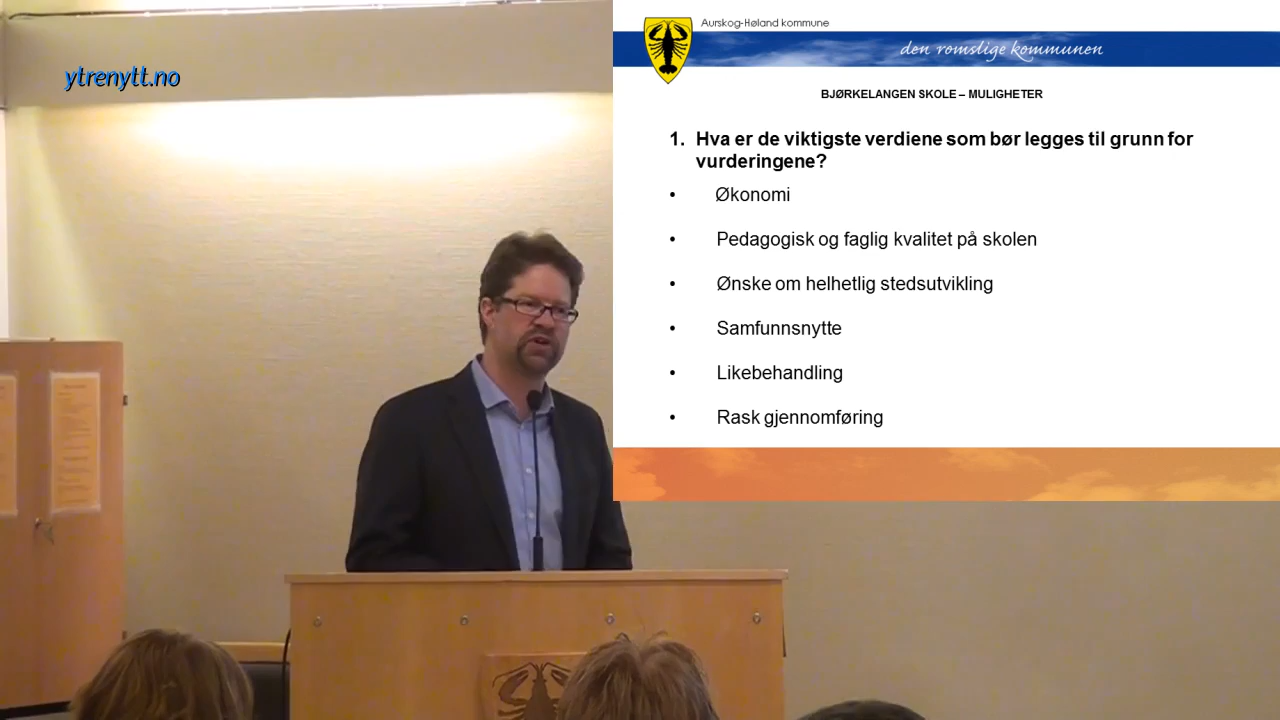 ytrenytt.no
Aurskog-Høland kommune
den romslige kommunen
BJØRKELANGEN SKOLE – MULIGHETER
1. Hva er de viktigste verdiene som bør legges til grunn for
vurderingene?
• Økonomi
• Pedagogisk og faglig kvalitet på skolen
• Ønske om helhetlig stedsutvikling
• Samfunnsnytte
• Likebehandling
• Rask gjennomføring